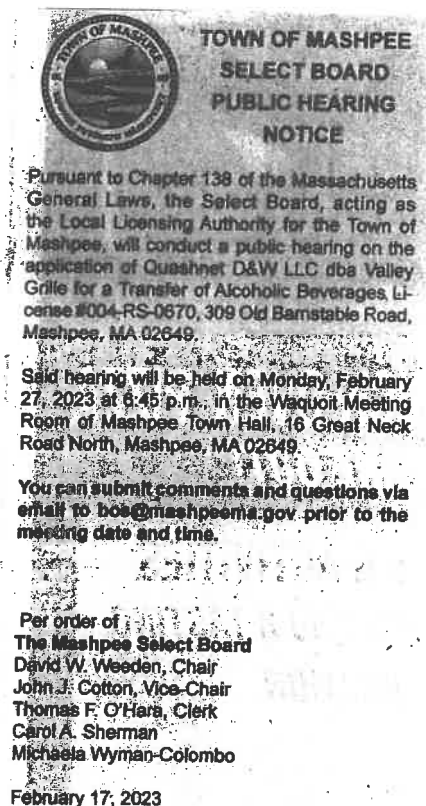 TOWN OF MASHPEE
TOWN OF MASHPEE
SELECT BOARD
PUBLIC HEARING
NOTICE
Pursuant to Chapter 138 of the Massachusetts
General Laws, the Select Board, acting as
the Local Licensing Authority for the Town of
Mashpee, will conduct a public hearing on the
application of Quashnet D&W LLC dba Valley
Grille for a Transfer of Alcoholic Beverages Li-
cense #004-RS-0670, 309 Old Barnstable Road,
Mashpee, MA 02649.
Said hearing will be held on Monday, February
27, 2023 at 6:45 p.m., in the Waquoit Meeting
Room of Mashpee Town Hall, 16 Great Neck
Road North, Mashpee, MA 02649.
You can submit comments and questions via
email to bos@mashpeema.gov prior to the
meeting date and time.
Per order of
The Mashpee Select Board
David W. Weeden, Chair
John J. Cotton, Vice-Chair
Thomas F. O'Hara, Clerk
Carol A. Sherman
Michaela Wyman-Colombo
February 17, 2023